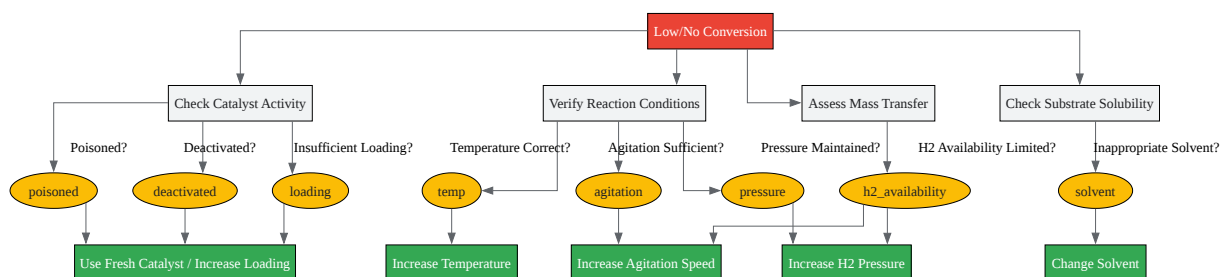 Low/No Conversion
Check Catalyst Activity
Verify Reaction Conditions
Assess Mass Transfer
Check Substrate Solubility
Poisoned?
Deactivated?
Insufficient Loading?
Temperature Correct?
Agitation Sufficient?
Pressure Maintained?
H2 Availability Limited?
Inappropriate Solvent?
poisoned
deactivated
loading
temp
agitation
pressure
h2_availability
solvent
Use Fresh Catalyst / Increase Loading
Increase Temperature
Increase Agitation Speed
Increase H2 Pressure
Change Solvent